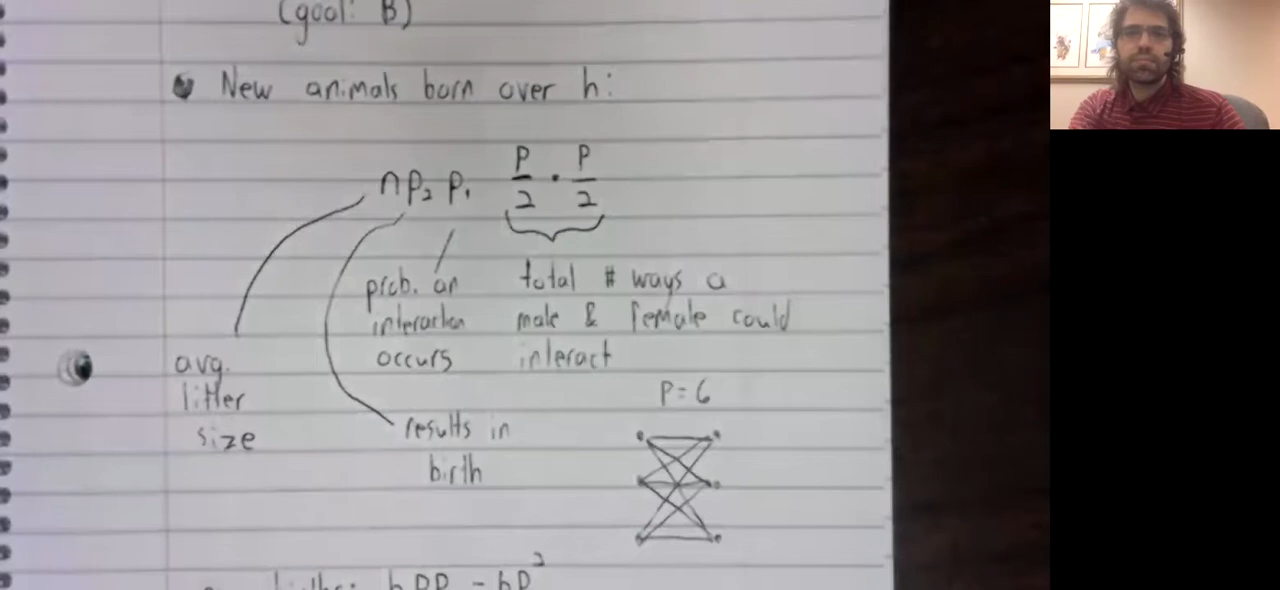 (goal: B)
New animals born over h:
n p₂ p₁ P/2 · P/2
prob. an total # ways a
interaction male & female could
occurs interact
avg.
litter
size
P=6
results in
birth